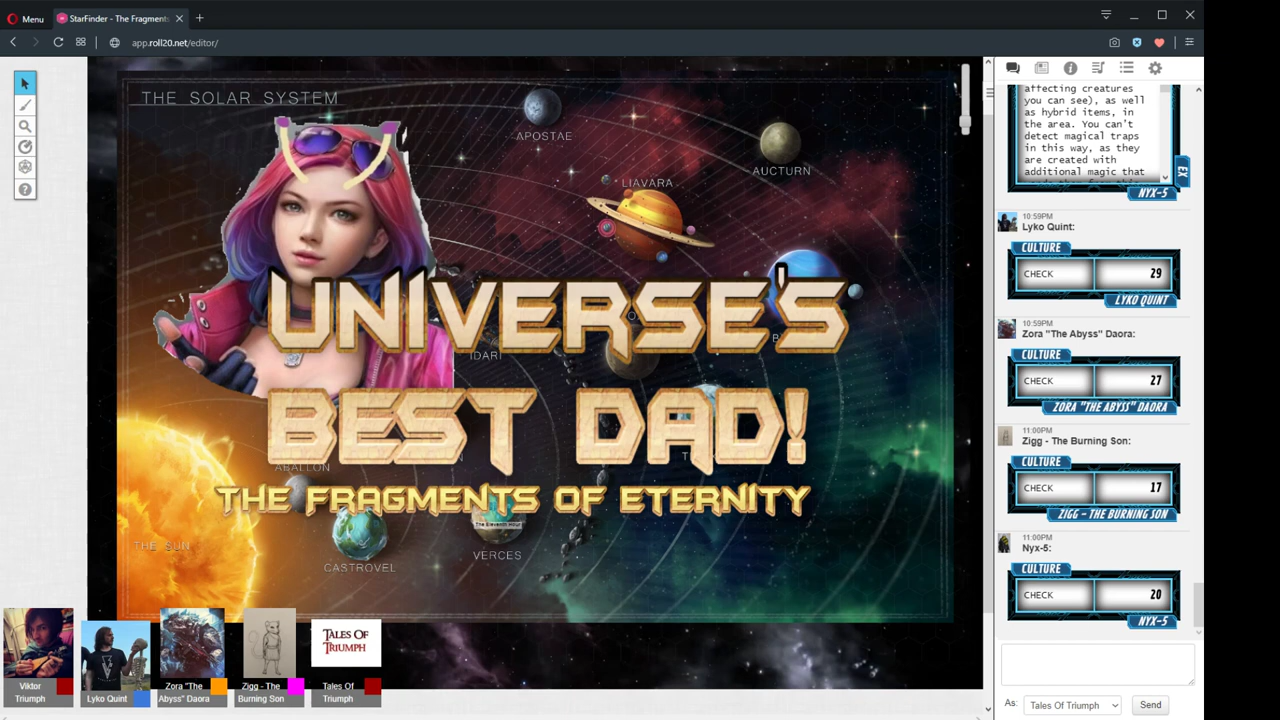 Menu
StarFinder - The Fragments
app.roll20.net/editor/
THE SOLAR SYSTEM
APOSTAE
AUCTURN
LIAVARA
UNIVERSE'S
IDARI
BEST DAD!
ABALLON
THE FRAGMENTS OF ETERNITY
The Eleventh Hour
THE SUN
VERCES
CASTROVEL
Viktor
Triumph
Lyko Quint
Zora "The
Abyss" Daora
Zigg - The
Burning Son
TALES OF
TRIUMPH
Tales Of
Triumph
affecting creatures
you can see), as well
as hybrid items, in
the area. You can't
detect magical traps
in this way, as they
are created with
additional magic that
EX
NYX-5
10:59PM
Lyko Quint:
CULTURE
CHECK 29
LYKO QUINT
10:59PM
Zora "The Abyss" Daora:
CULTURE
CHECK 27
ZORA "THE ABYSS" DAORA
11:00PM
Zigg - The Burning Son:
CULTURE
CHECK 17
ZIGG - THE BURNING SON
11:00PM
Nyx-5:
CULTURE
CHECK 20
NYX-5
As: Tales Of Triumph Send